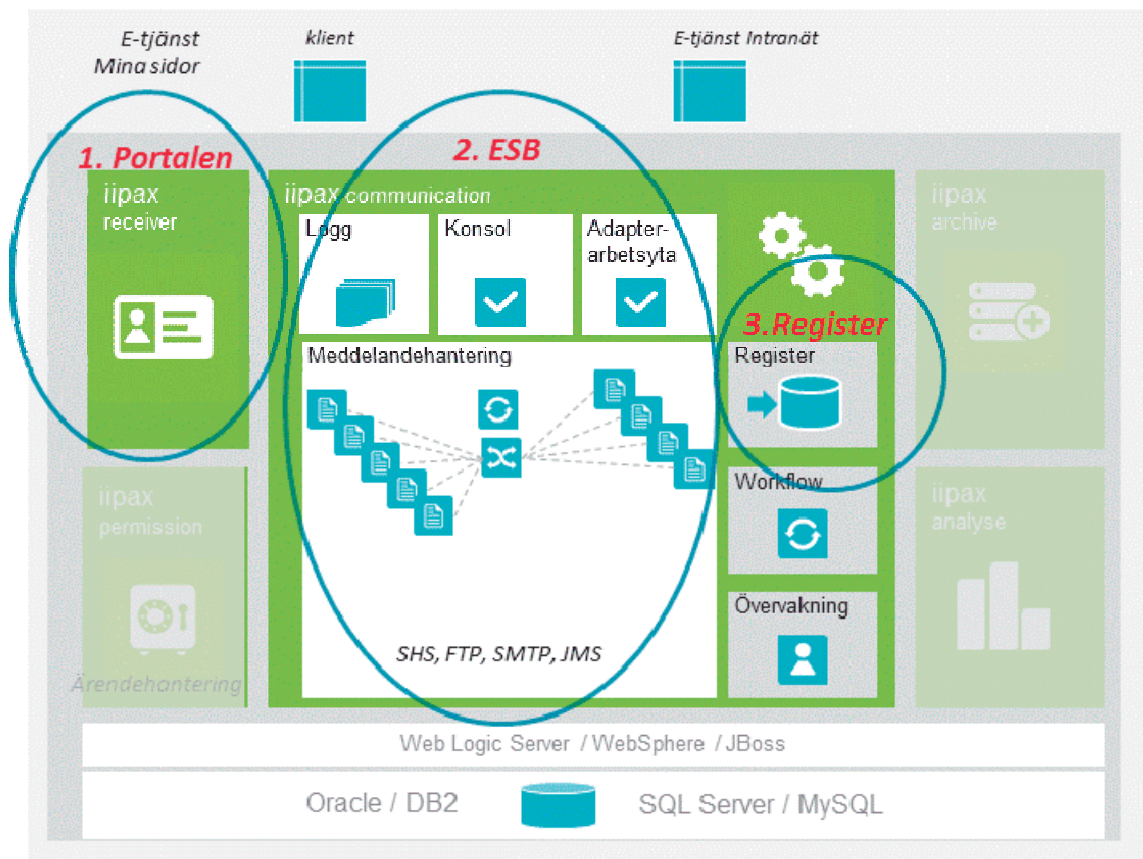 E-tjänst
Mina sidor
klient
E-tjänst Intranät
1. Portalen
2. ESB
iipax
receiver
iipax communication
iipax
archive
Logg
Konsol
Adapter-
arbetsyta
3.Register
Meddelandehantering
Register
iipax
permission
Workflow
iipax
analyse
Övervakning
SHS, FTP, SMTP, JMS
Ärendehantering
Web Logic Server / WebSphere / JBoss
Oracle / DB2
SQL Server / MySQL